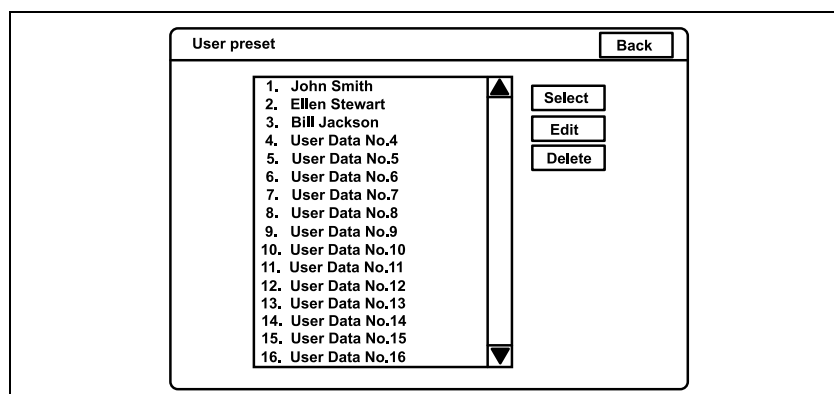 User preset
Back
1. John Smith
2. Ellen Stewart
3. Bill Jackson
4. User Data No.4
5. User Data No.5
6. User Data No.6
7. User Data No.7
8. User Data No.8
9. User Data No.9
10. User Data No.10
11. User Data No.11
12. User Data No.12
13. User Data No.13
14. User Data No.14
15. User Data No.15
16. User Data No.16
Select
Edit
Delete